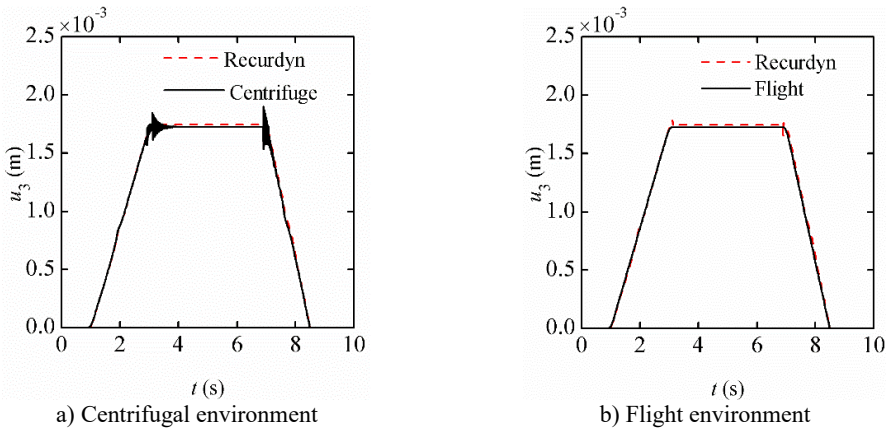 ×10⁻³
2.5
2.0
1.5
1.0
0.5
0.0
u₃ (m)
Recurdyn
Centrifuge
0 2 4 6 8 10
t (s)
a) Centrifugal environment
×10⁻³
2.5
2.0
1.5
1.0
0.5
0.0
u₃ (m)
Recurdyn
Flight
0 2 4 6 8 10
t (s)
b) Flight environment